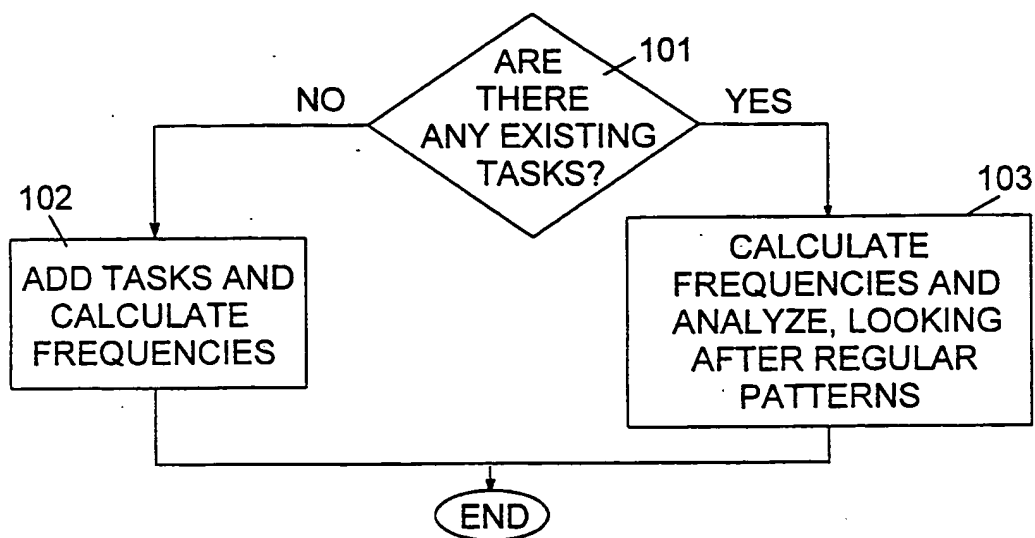 101
ARE
THERE
ANY EXISTING
TASKS?
NO
YES
102
103
ADD TASKS AND
CALCULATE
FREQUENCIES
CALCULATE
FREQUENCIES AND
ANALYZE, LOOKING
AFTER REGULAR
PATTERNS
END